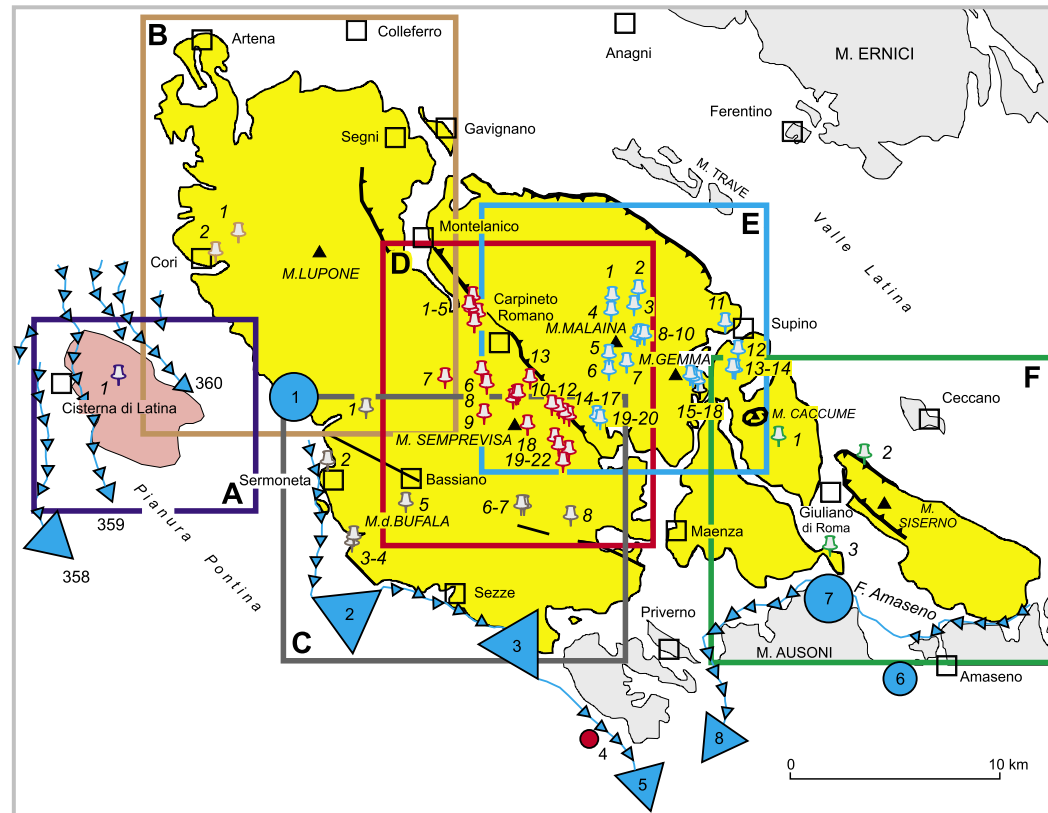 B
Artena
Colleferro
Anagni
M. ERNICI
Segni
Gavignano
Ferentino
M. TRAVE
Valle Latina
E
1
2
Cori
M.LUPONE
Montelanico
D
1-5
Carpineto
Romano
1
2
4
3
M.MALAINA
8-10
5
6
7
M.GEMMA
11
Supino
12
13-14
15-18
F
Ceccano
M. CACCUME
1
2
1
360
Cisterna di Latina
1
1
7
6
8
9
13
10-12
14-17
19-20
M. SEMPREVISA
18
19-22
2
Sermoneta
Bassiano
5
M.d.BUFALA
6-7
8
3-4
A
359
358
Pianura Pontina
Maenza
Giuliano
di Roma
3
M.
SISERNO
2
Sezze
3
C
Priverno
7
F. Amaseno
M. AUSONI
6
Amaseno
8
4
5
0
10 km